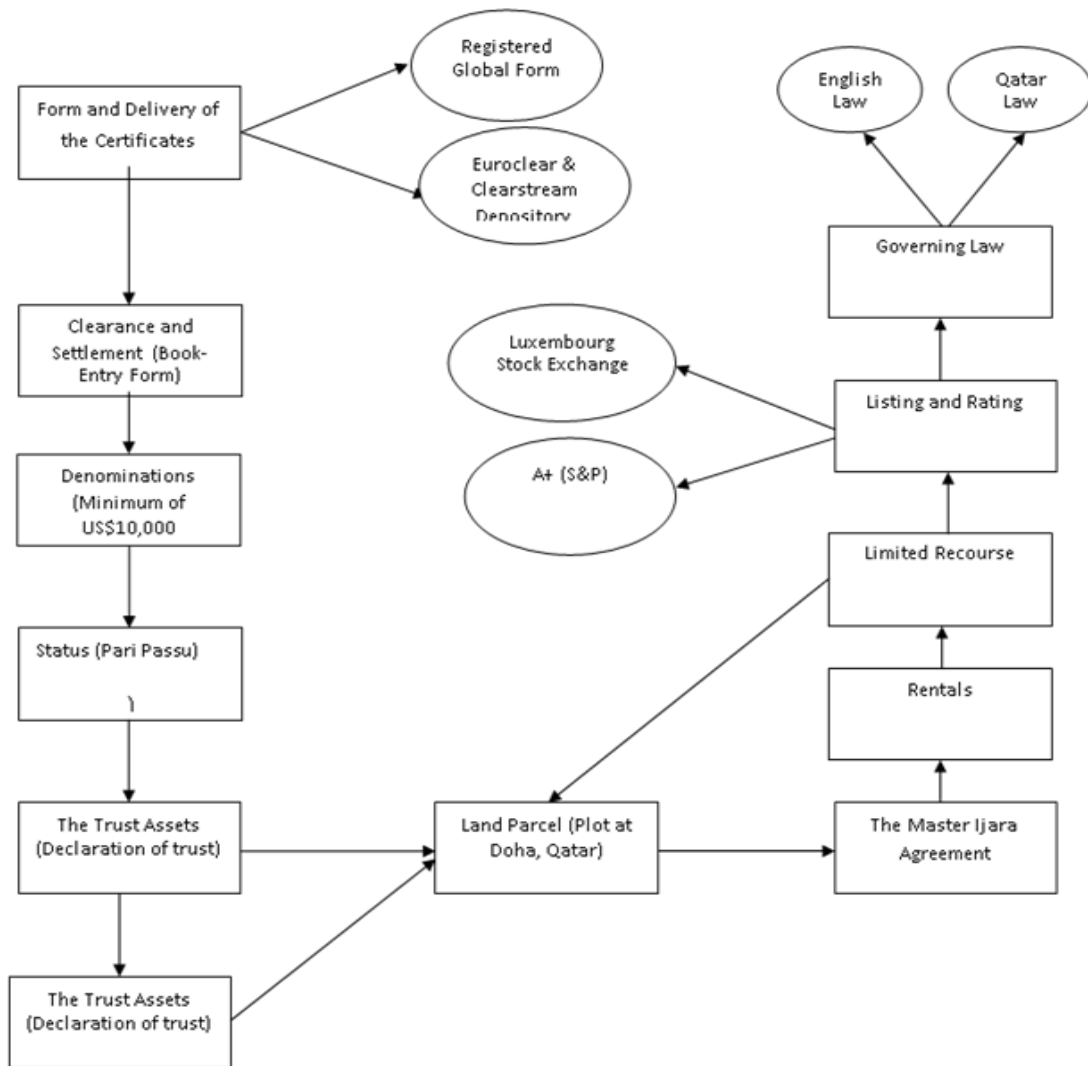 Form and Delivery of
the Certificates
Registered
Global Form
Euroclear &
Clearstream
Depository
Clearance and
Settlement (Book-
Entry Form)
Denominations
(Minimum of
US$10,000
Status (Pari Passu)
)
The Trust Assets
(Declaration of trust)
The Trust Assets
(Declaration of trust)
Land Parcel (Plot at
Doha, Qatar)
The Master Ijara
Agreement
Rentals
Limited Recourse
Listing and Rating
Luxembourg
Stock Exchange
A+ (S&P)
Governing Law
English
Law
Qatar
Law